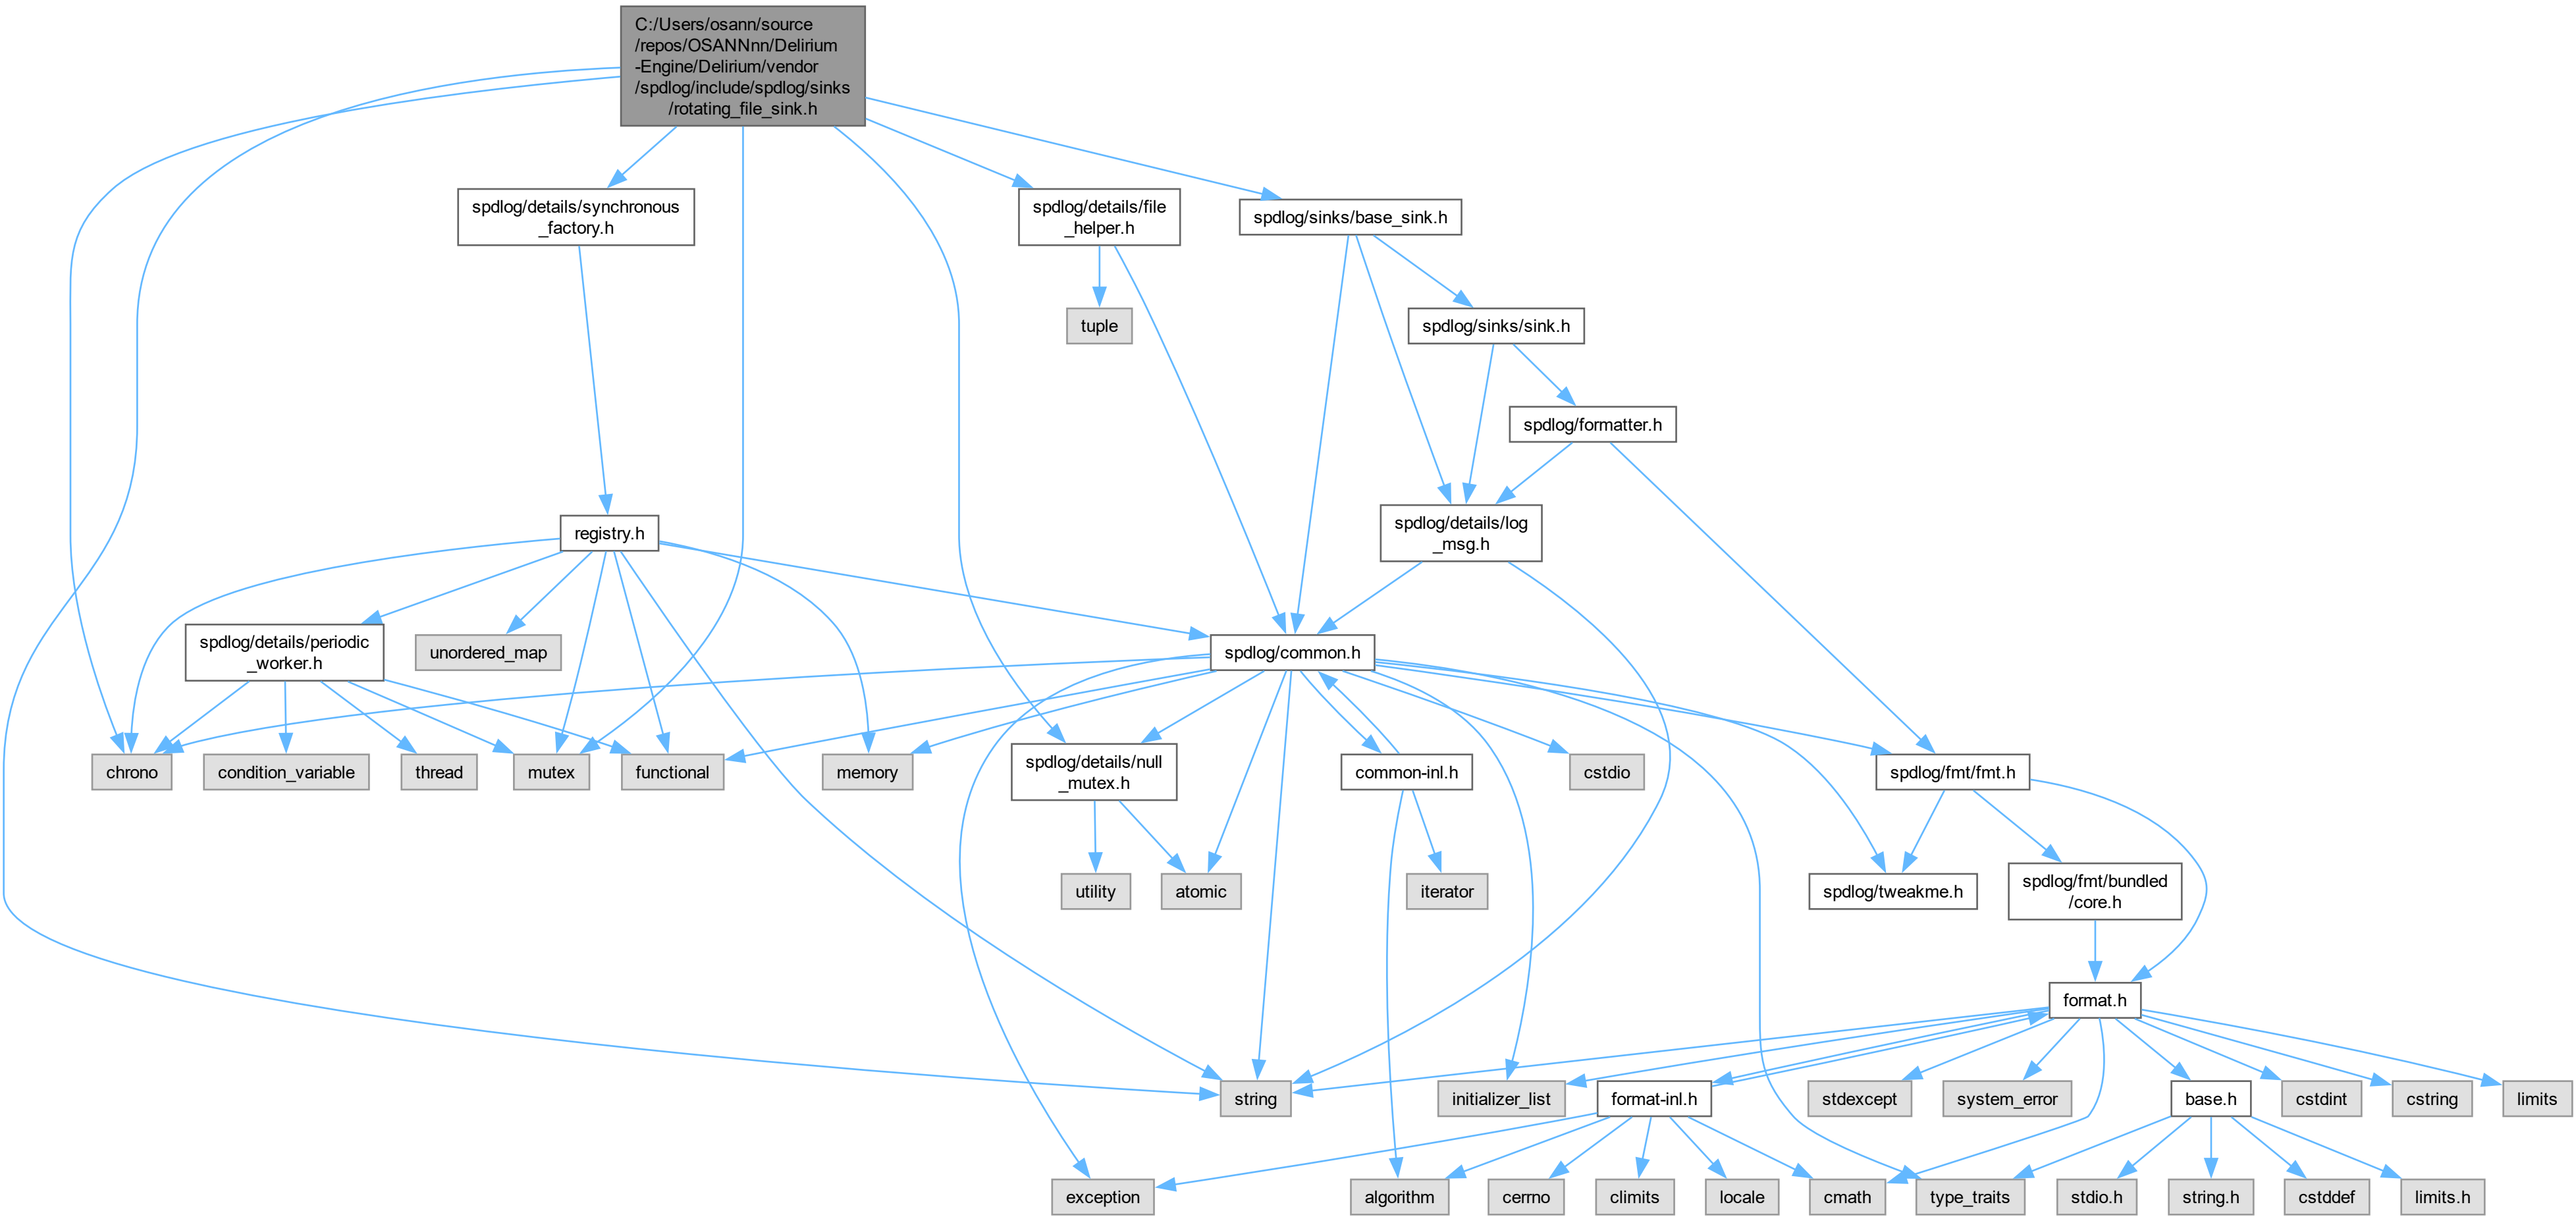 C:/Users/osann/source
/repos/OSANNnn/Delirium
-Engine/Delirium/vendor
/spdlog/include/spdlog/sinks
/rotating_file_sink.h
spdlog/details/synchronous
_factory.h
spdlog/details/file
_helper.h
spdlog/sinks/base_sink.h
tuple
spdlog/sinks/sink.h
spdlog/formatter.h
registry.h
spdlog/details/log
_msg.h
spdlog/details/periodic
_worker.h
unordered_map
spdlog/common.h
chrono
condition_variable
thread
mutex
functional
memory
spdlog/details/null
_mutex.h
common-inl.h
cstdio
spdlog/fmt/fmt.h
utility
atomic
iterator
spdlog/tweakme.h
spdlog/fmt/bundled
/core.h
format.h
string
initializer_list
format-inl.h
stdexcept
system_error
base.h
cstdint
cstring
limits
exception
algorithm
cerrno
climits
locale
cmath
type_traits
stdio.h
string.h
cstddef
limits.h